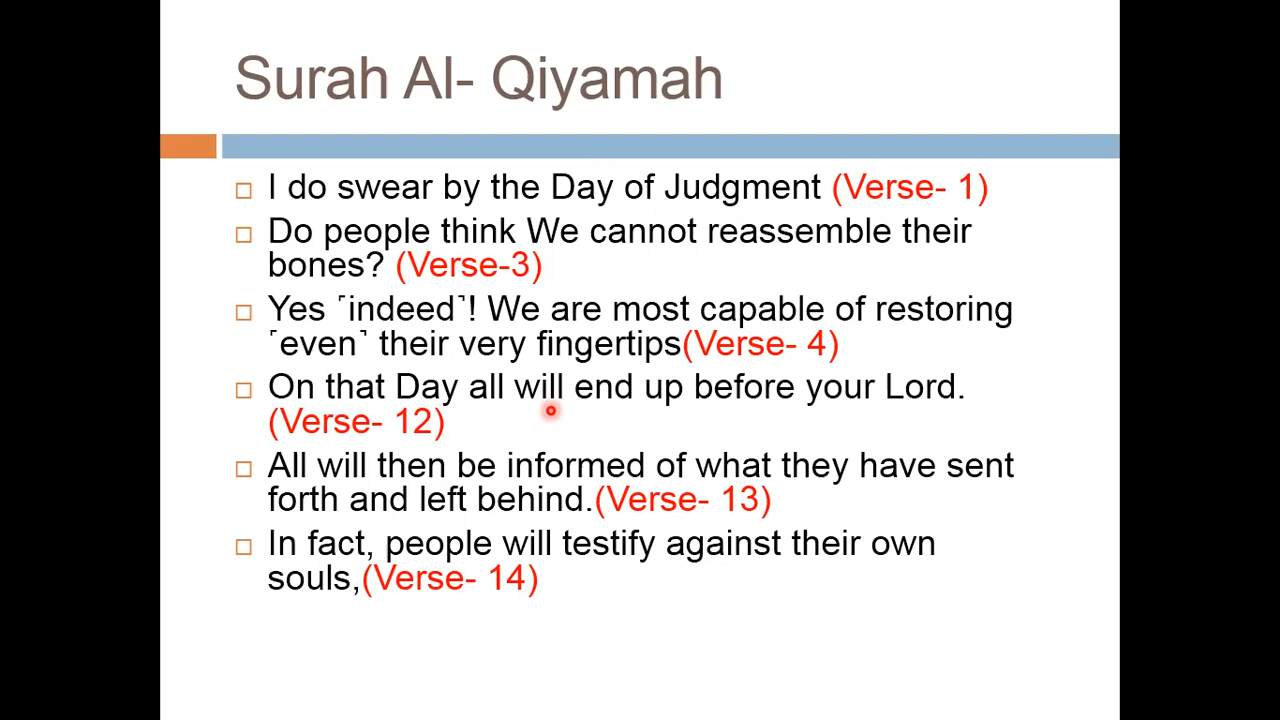 Surah Al- Qiyamah
I do swear by the Day of Judgment (Verse- 1)
Do people think We cannot reassemble their
bones? (Verse-3)
Yes ˹indeed˺! We are most capable of restoring
˹even˺ their very fingertips(Verse- 4)
On that Day all will end up before your Lord.
(Verse- 12)
All will then be informed of what they have sent
forth and left behind.(Verse- 13)
In fact, people will testify against their own
souls,(Verse- 14)